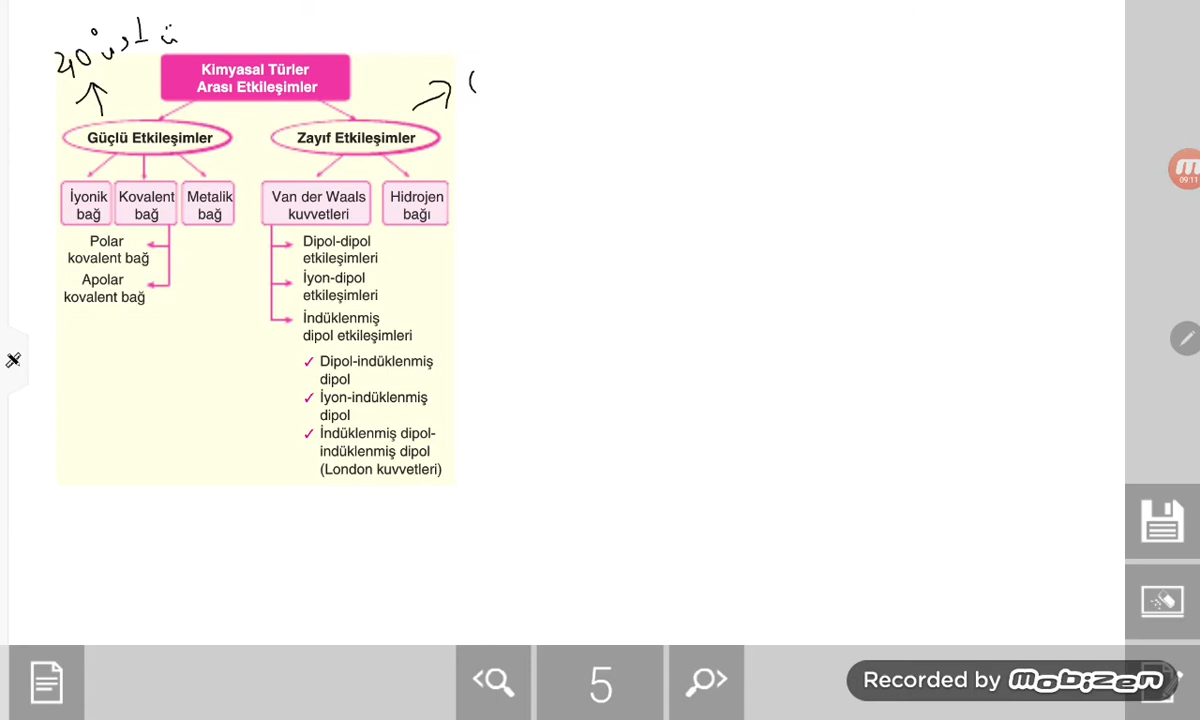 40° üstü
Kimyasal Türler
Arası Etkileşimler
Güçlü Etkileşimler
Zayıf Etkileşimler
İyonik
bağ
Kovalent
bağ
Metalik
bağ
Van der Waals
kuvvetleri
Hidrojen
bağı
Polar
kovalent bağ
Apolar
kovalent bağ
Dipol-dipol
etkileşimleri
İyon-dipol
etkileşimleri
İndüklenmiş
dipol etkileşimleri
✓ Dipol-indüklenmiş
dipol
✓ İyon-indüklenmiş
dipol
✓ İndüklenmiş dipol-
indüklenmiş dipol
(London kuvvetleri)
09:11
5
Recorded by mobizen